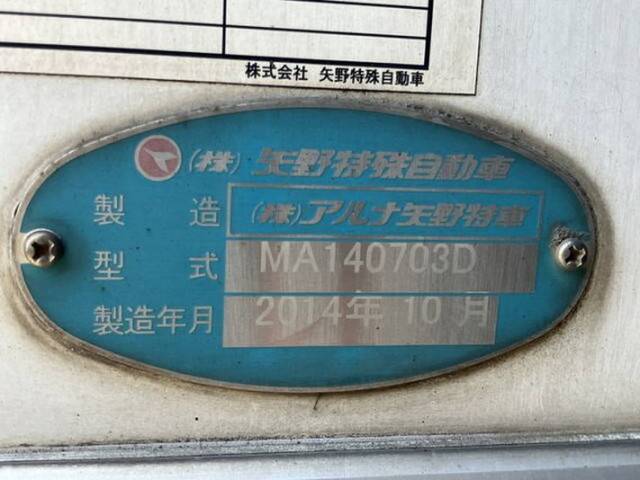 株式会社 矢野特殊自動車
(株)矢野特殊自動車
製造 (株)アルナ矢野特車
型式 MA140703D
製造年月 2014年 10月